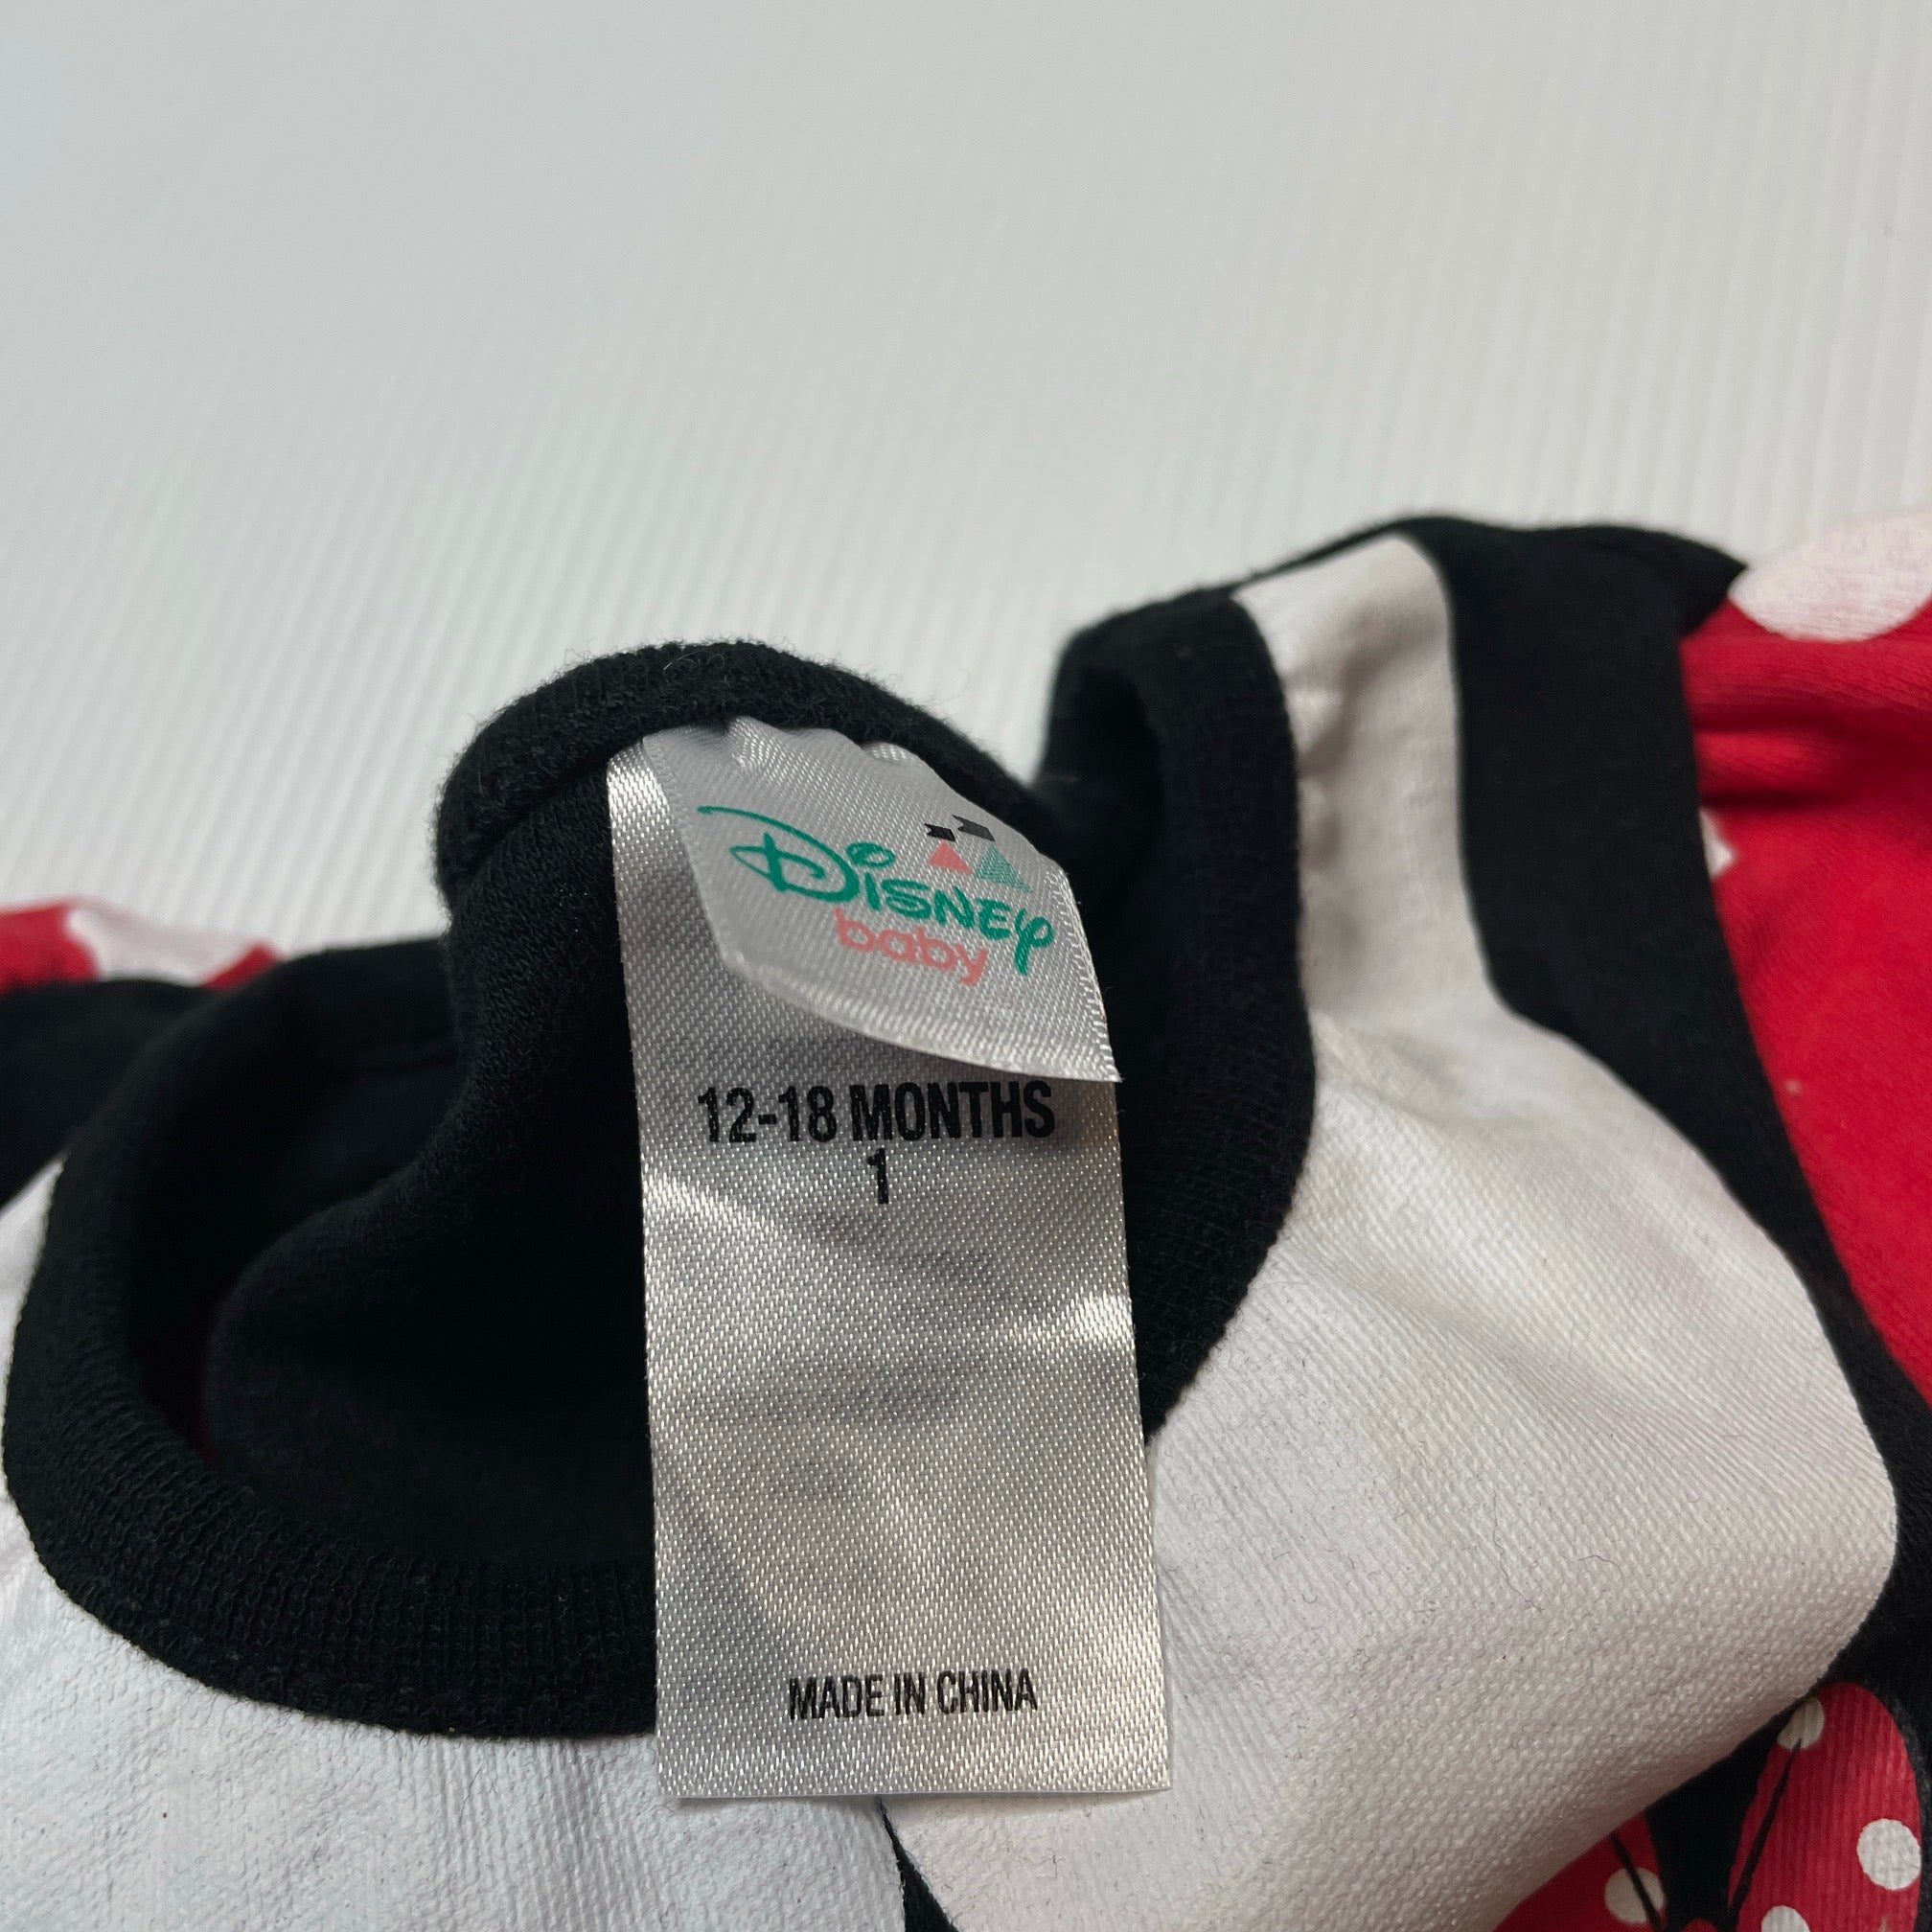 Disney
baby
12-18 MONTHS
1
MADE IN CHINA